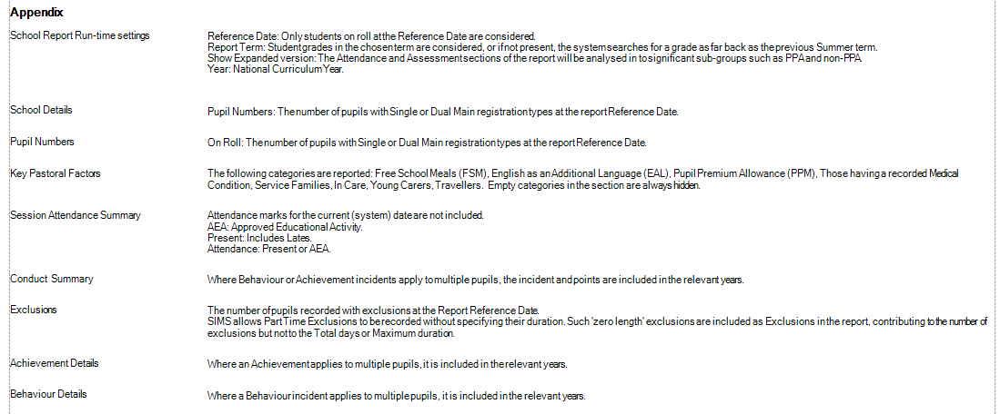 Appendix
School Report Run-time settings
Reference Date: Only students on roll at the Reference Date are considered.
Report Term: Student grades in the chosen term are considered, or if not present, the system searches for a grade as far back as the previous Summer term.
Show Expanded version: The Attendance and Assessment sections of the report will be analysed in to significant sub-groups such as PPA and non-PPA.
Year: National Curriculum Year.
School Details
Pupil Numbers: The number of pupils with Single or Dual Main registration types at the report Reference Date.
Pupil Numbers
On Roll: The number of pupils with Single or Dual Main registration types at the report Reference Date.
Key Pastoral Factors
The following categories are reported: Free School Meals (FSM), English as an Additional Language (EAL), Pupil Premium Allowance (PPM), Those having a recorded Medical
Condition, Service Families, In Care, Young Carers, Travellers. Empty categories in the section are always hidden.
Session Attendance Summary
Attendance marks for the current (system) date are not included.
AEA: Approved Educational Activity.
Present: Includes Lates.
Attendance: Present or AEA.
Conduct Summary
Where Behaviour or Achievement incidents apply to multiple pupils, the incident and points are included in the relevant years.
Exclusions
The number of pupils recorded with exclusions at the Report Reference Date.
SIMS allows Part Time Exclusions to be recorded without specifying their duration. Such 'zero length' exclusions are included as Exclusions in the report, contributing to the number of
exclusions but not to the Total days or Maximum duration.
Achievement Details
Where an Achievement applies to multiple pupils, it is included in the relevant years.
Behaviour Details
Where a Behaviour incident applies to multiple pupils, it is included in the relevant years.